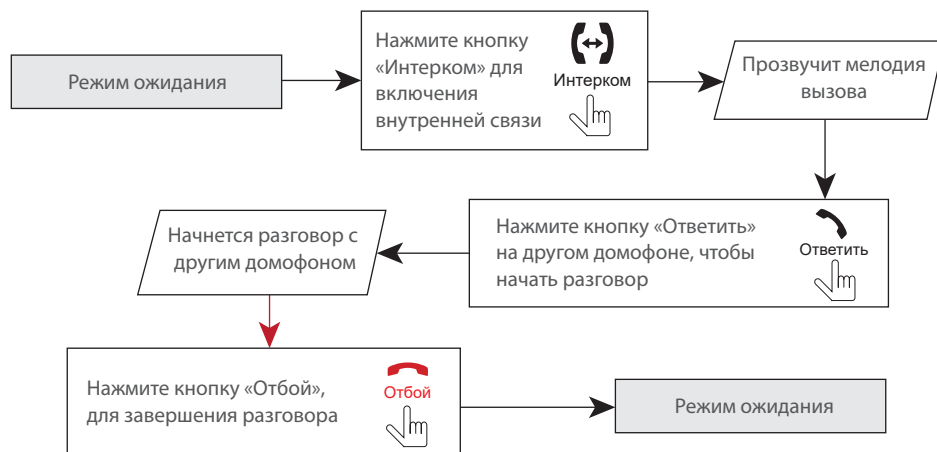 Режим ожидания
Нажмите кнопку
«Интерком» для
включения
внутренней связи
Интерком
Прозвучит мелодия
вызова
Нажмите кнопку «Ответить»
на другом домофоне, чтобы
начать разговор
Ответить
Начнется разговор с
другим домофоном
Нажмите кнопку «Отбой»,
для завершения разговора
Отбой
Режим ожидания